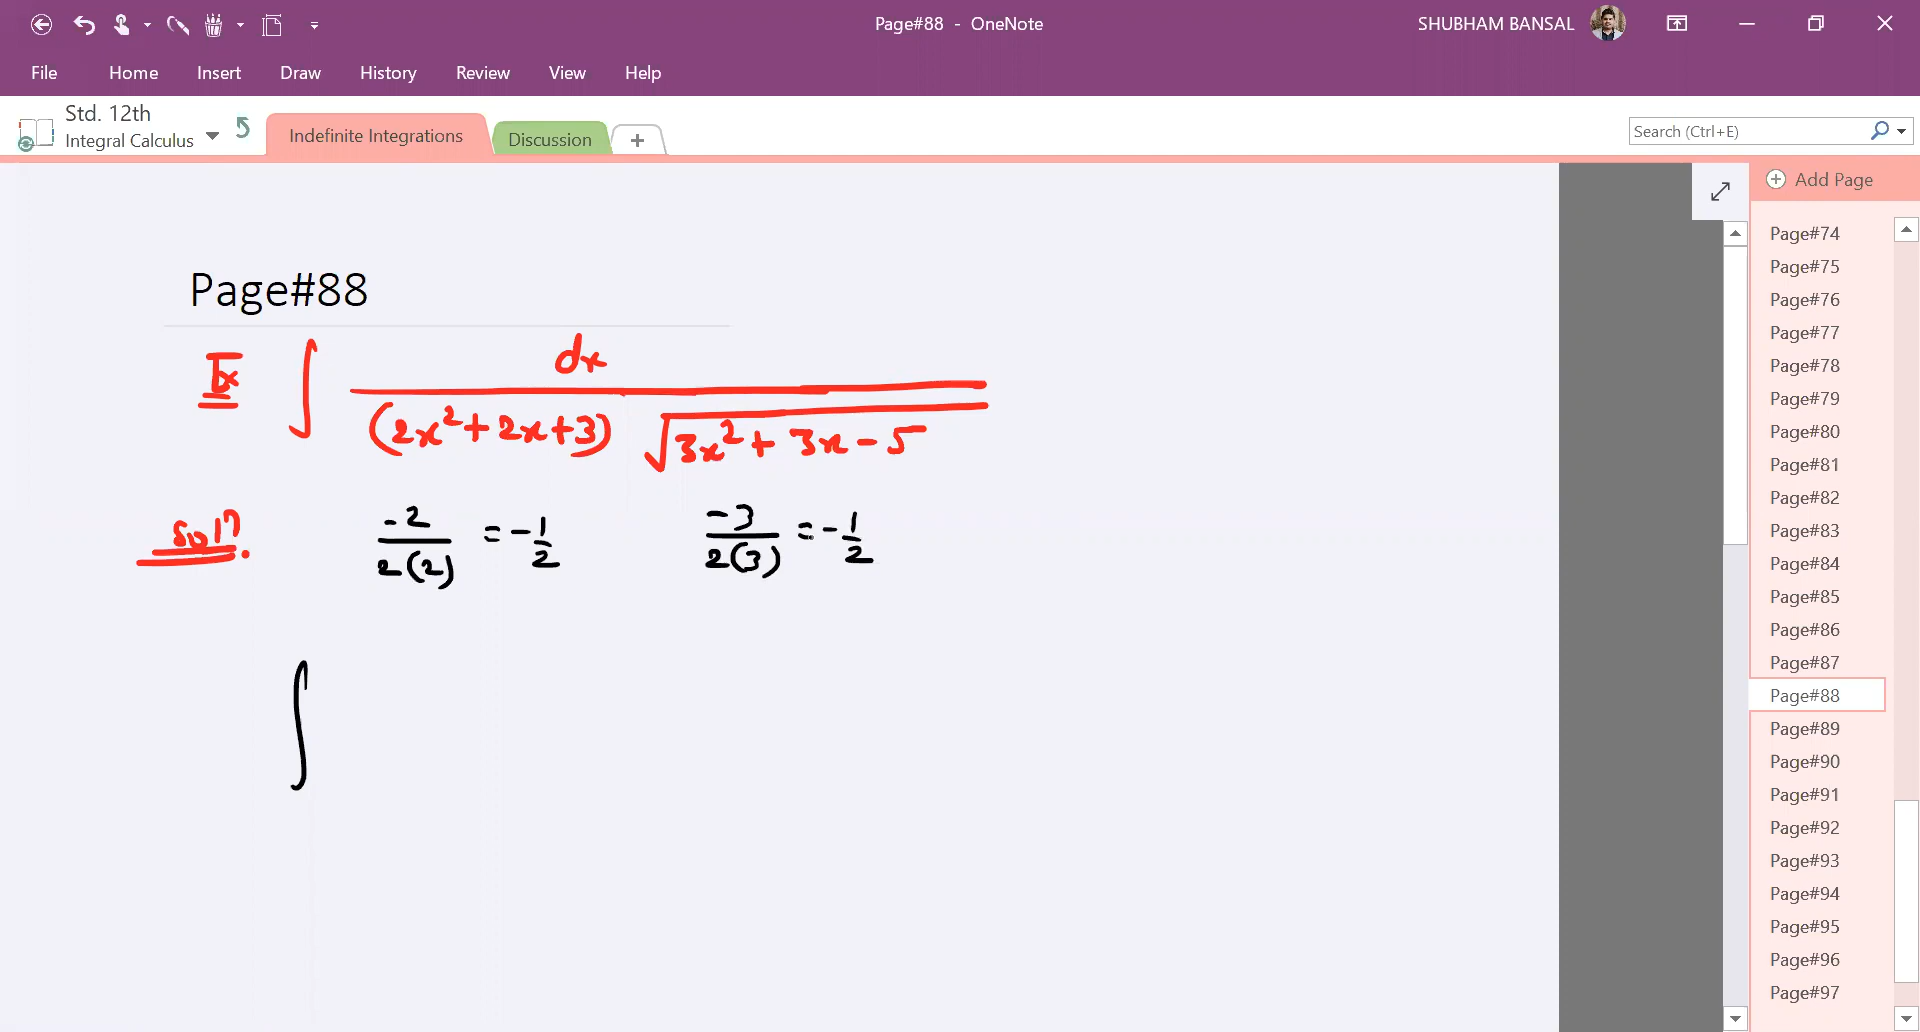 Page#88 - OneNote
SHUBHAM BANSAL
File Home Insert Draw History Review View Help
Std. 12th
Integral Calculus
Indefinite Integrations
Discussion
+
Search (Ctrl+E)
Add Page
Page#74
Page#75
Page#76
Page#77
Page#78
Page#79
Page#80
Page#81
Page#82
Page#83
Page#84
Page#85
Page#86
Page#87
Page#88
Page#89
Page#90
Page#91
Page#92
Page#93
Page#94
Page#95
Page#96
Page#97
Page#88
Ex ∫ dx / (2x²+2x+3) √(3x²+3x-5)
Solⁿ. -2/2(2) = -1/2 -3/2(3) = -1/2
∫